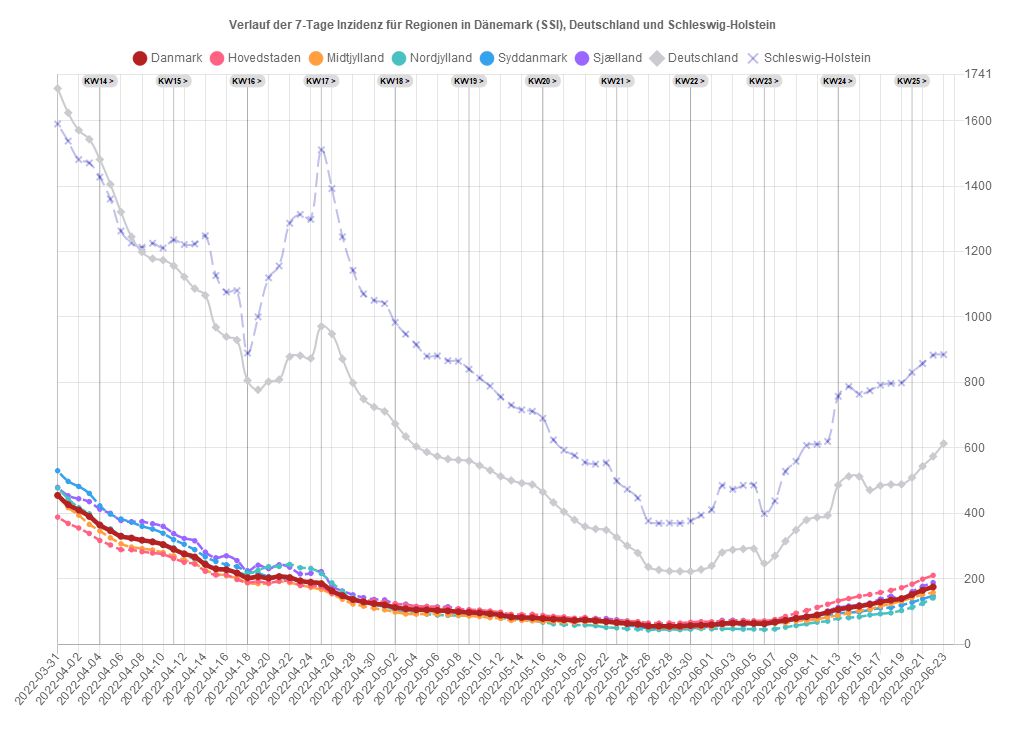 Verlauf der 7-Tage Inzidenz für Regionen in Dänemark (SSI), Deutschland und Schleswig-Holstein
Danmark Hovedstaden Midtjylland Nordjylland Syddanmark Sjælland Deutschland Schleswig-Holstein
KW14 > KW15 > KW16 > KW17 > KW18 > KW19 > KW20 > KW21 > KW22 > KW23 > KW24 > KW25 >
1741
1600
1400
1200
1000
800
600
400
200
0
2022-03-31 2022-04-02 2022-04-04 2022-04-06 2022-04-08 2022-04-10 2022-04-12 2022-04-14 2022-04-16 2022-04-18 2022-04-20 2022-04-22 2022-04-24 2022-04-26 2022-04-28 2022-04-30 2022-05-02 2022-05-04 2022-05-06 2022-05-08 2022-05-10 2022-05-12 2022-05-14 2022-05-16 2022-05-18 2022-05-20 2022-05-22 2022-05-24 2022-05-26 2022-05-28 2022-05-30 2022-06-01 2022-06-03 2022-06-05 2022-06-07 2022-06-09 2022-06-11 2022-06-13 2022-06-15 2022-06-17 2022-06-19 2022-06-21 2022-06-23